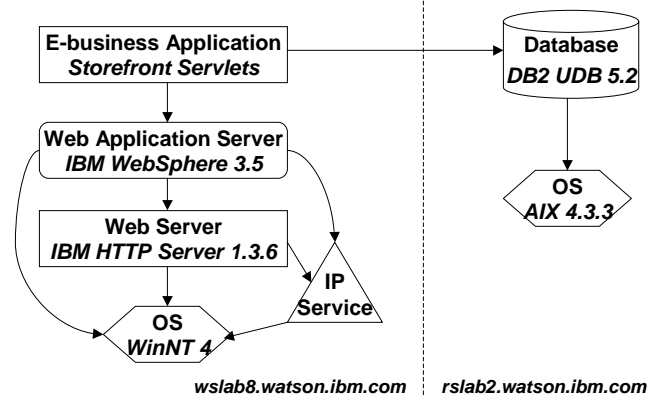 E-business Application
Storefront Servlets
Database
DB2 UDB 5.2
Web Application Server
IBM WebSphere 3.5
OS
AIX 4.3.3
Web Server
IBM HTTP Server 1.3.6
IP
Service
OS
WinNT 4
wslab8.watson.ibm.com
rslab2.watson.ibm.com